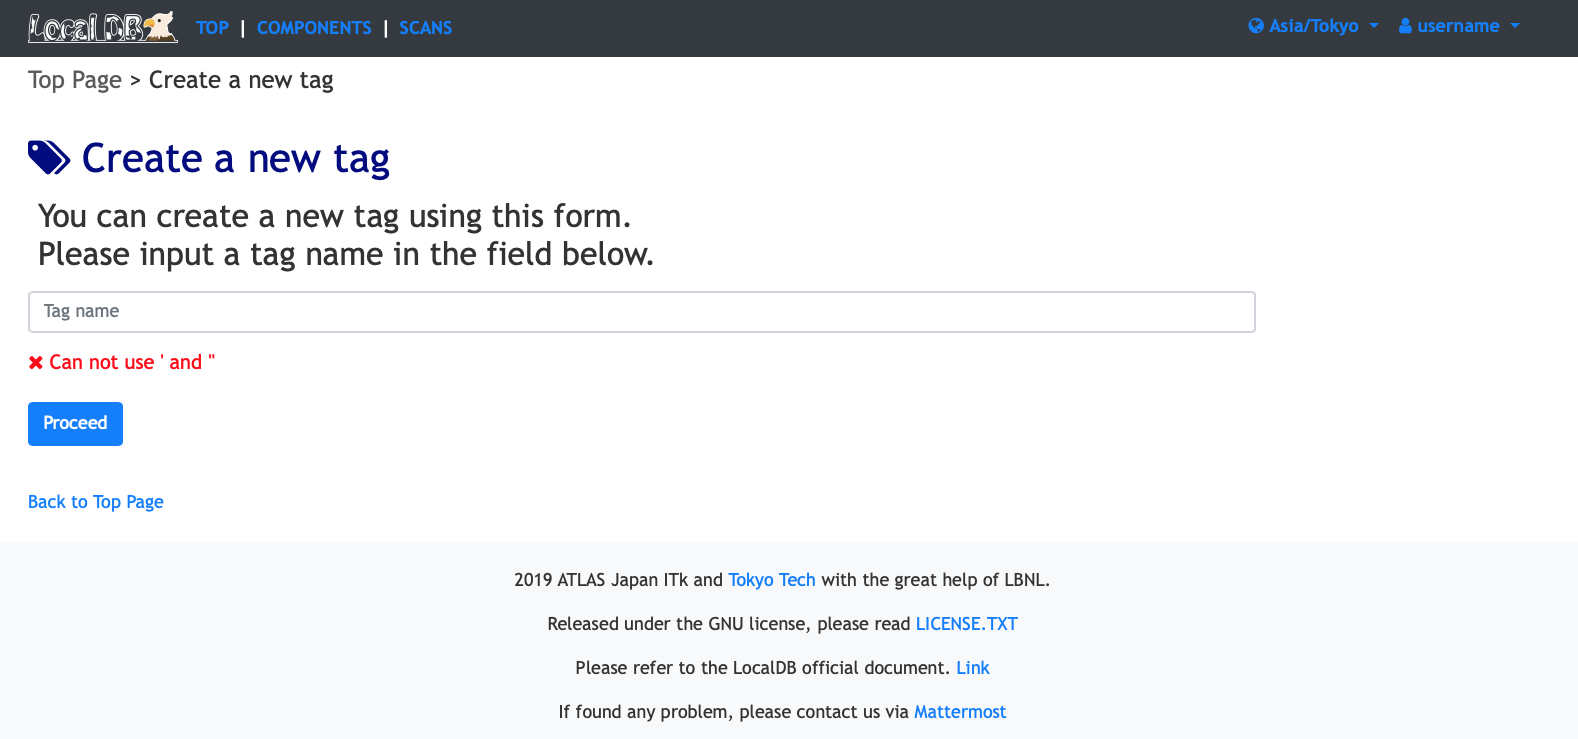 LocalDB TOP | COMPONENTS | SCANS Asia/Tokyo username
Top Page > Create a new tag
Create a new tag
You can create a new tag using this form.
Please input a tag name in the field below.
Tag name
Can not use ' and "
Proceed
Back to Top Page
2019 ATLAS Japan ITk and Tokyo Tech with the great help of LBNL.
Released under the GNU license, please read LICENSE.TXT
Please refer to the LocalDB official document. Link
If found any problem, please contact us via Mattermost